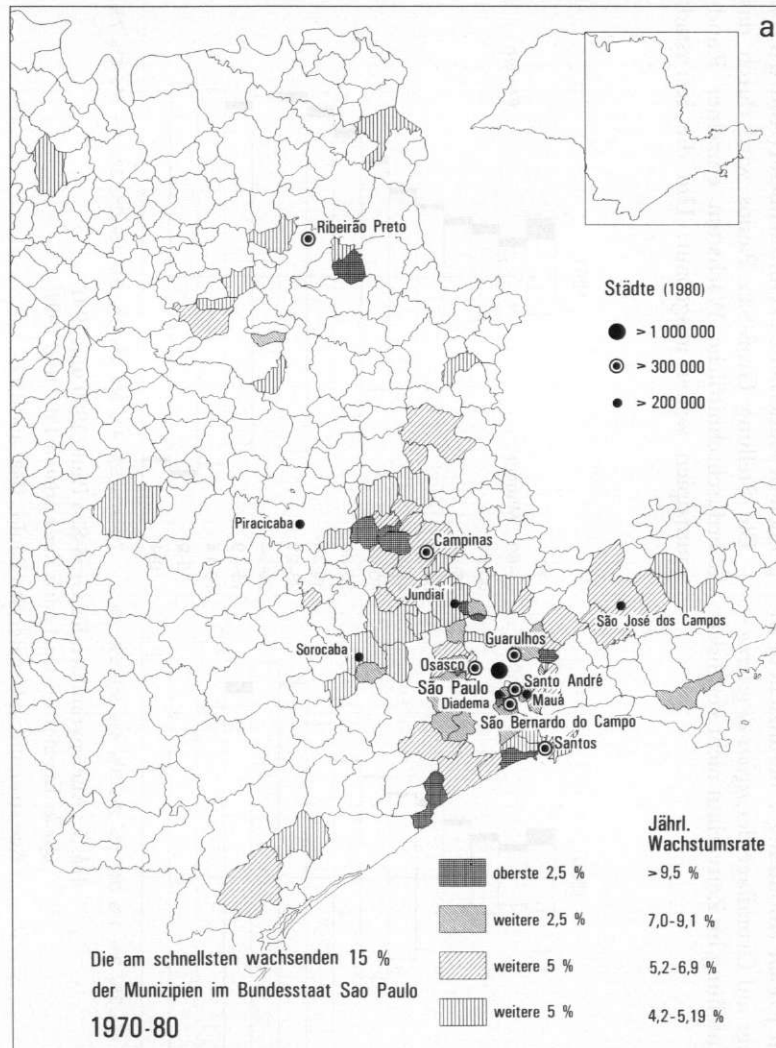 a
Ribeirão Preto
Städte (1980)
> 1 000 000
> 300 000
> 200 000
Piracicaba
Campinas
Jundiaí
São José dos Campos
Guarulhos
Sorocaba
Osasco
Santo André
São Paulo
Mauá
Diadema
São Bernardo do Campo
Santos
Jährl.
Wachstumsrate
oberste 2,5 % > 9,5 %
weitere 2,5 % 7,0-9,1 %
weitere 5 % 5,2-6,9 %
weitere 5 % 4,2-5,19 %
Die am schnellsten wachsenden 15 %
der Munizipien im Bundesstaat Sao Paulo
1970-80